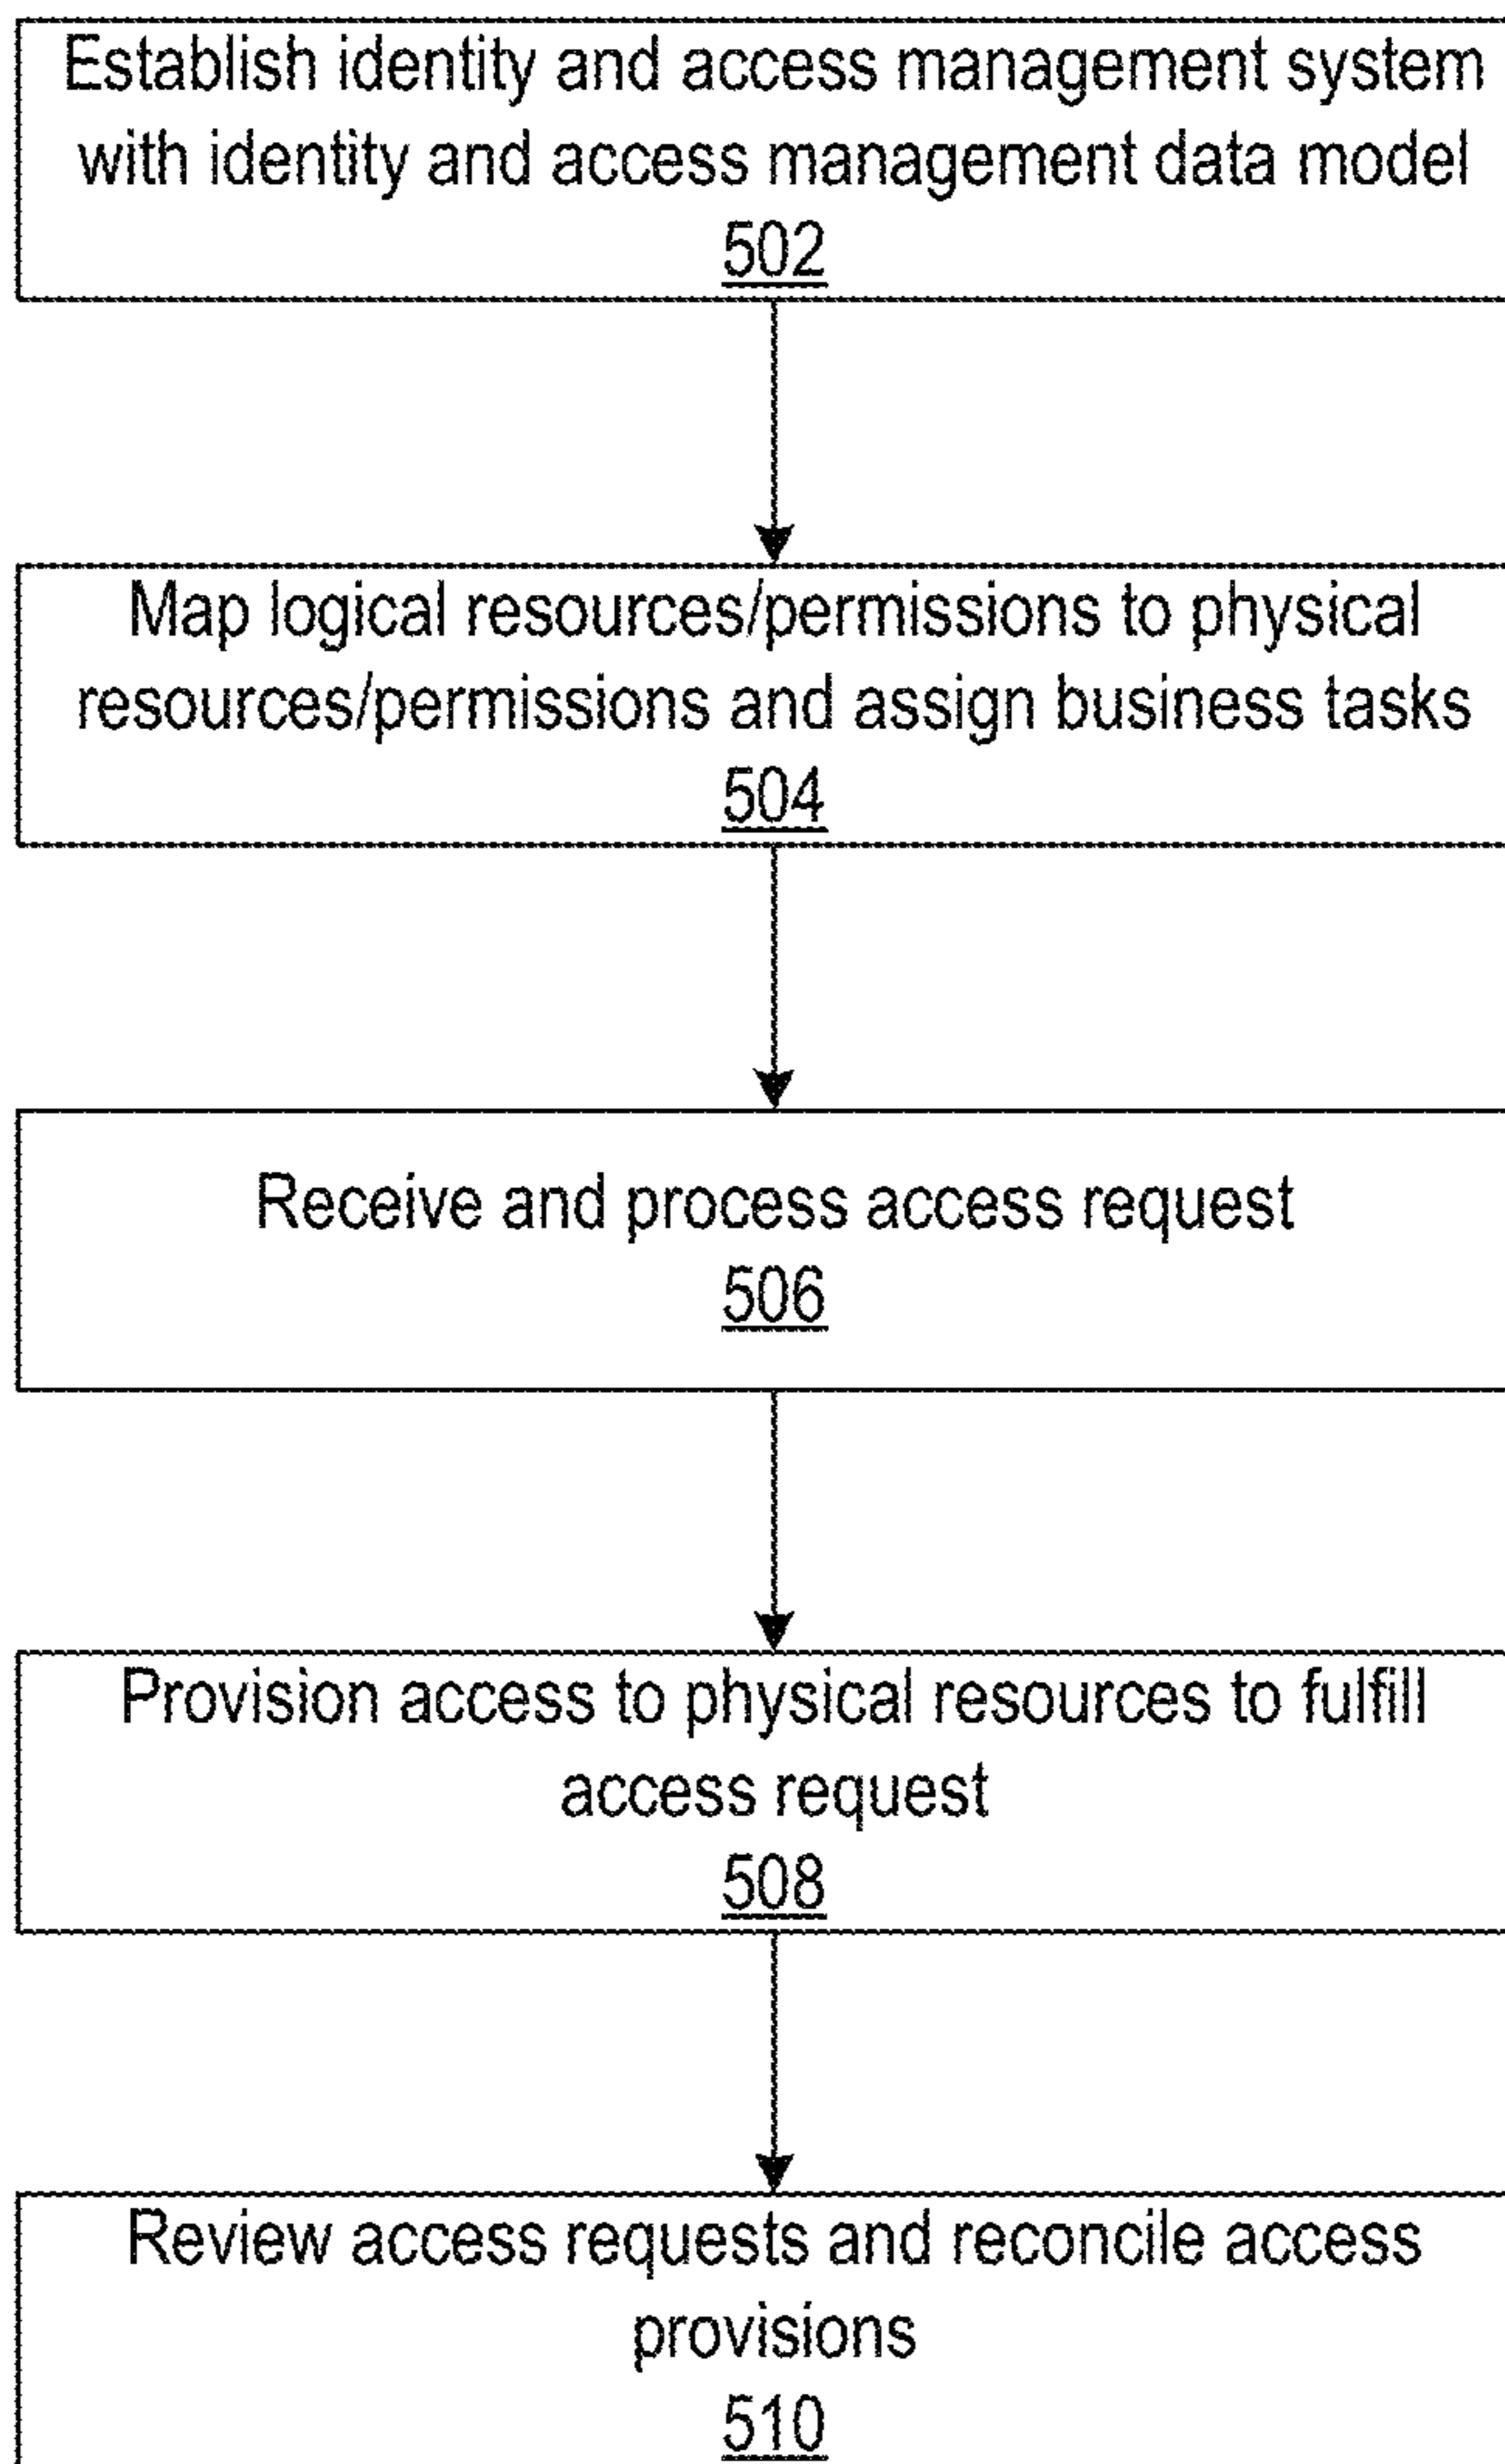 Establish identity and access management system
with identity and access management data model
502
Map logical resources/permissions to physical
resources/permissions and assign business tasks
504
Receive and process access request
506
Provision access to physical resources to fulfill
access request
508
Review access requests and reconcile access
provisions
510